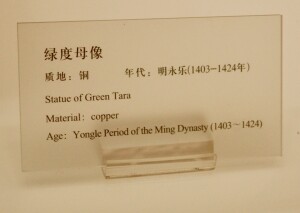 绿度母像
质地：铜 年代：明永乐(1403-1424年)
Statue of Green Tara
Material: copper
Age: Yongle Period of the Ming Dynasty (1403～1424)